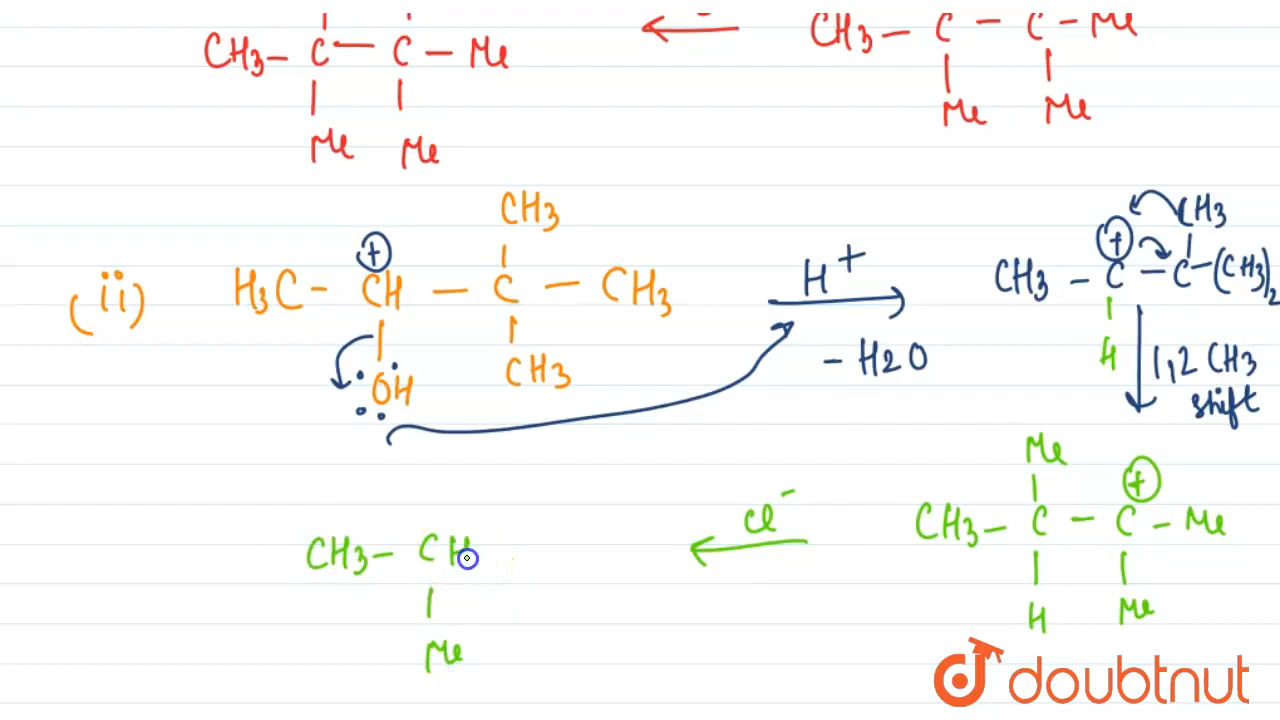 CH3 - C - C - Me
CH3 - C - C - Me
Me Me
Me Me
(ii) H3C - CH - C - CH3
+
CH3
OH
CH3
H+
- H2O
CH3 - C - C - (CH3)2
+
CH3
H
1,2 CH3
shift
CH3 - C - C - Me
Me
+
H
Me
Cl-
CH3 - CH
Me
doubtnut